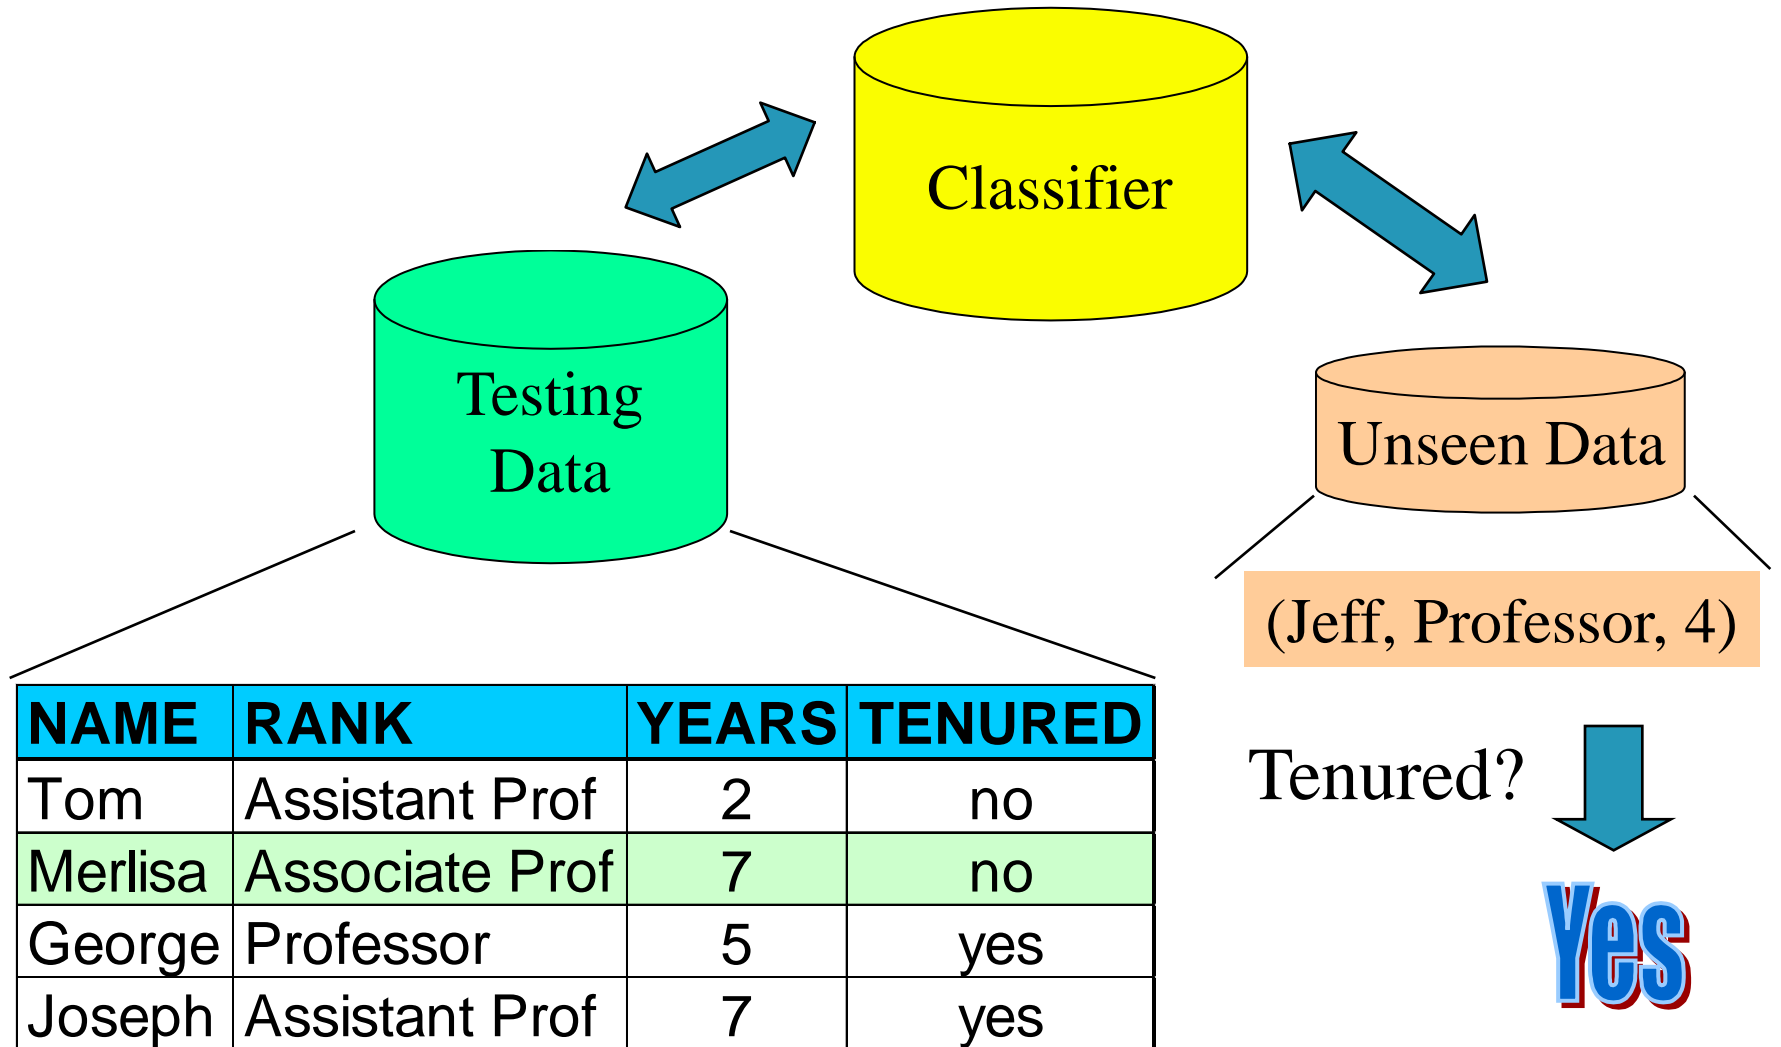 Classifier
Testing
Data
Unseen Data
(Jeff, Professor, 4)
NAME RANK YEARS TENURED
Tom Assistant Prof 2 no
Merlisa Associate Prof 7 no
George Professor 5 yes
Joseph Assistant Prof 7 yes
Tenured?
Yes